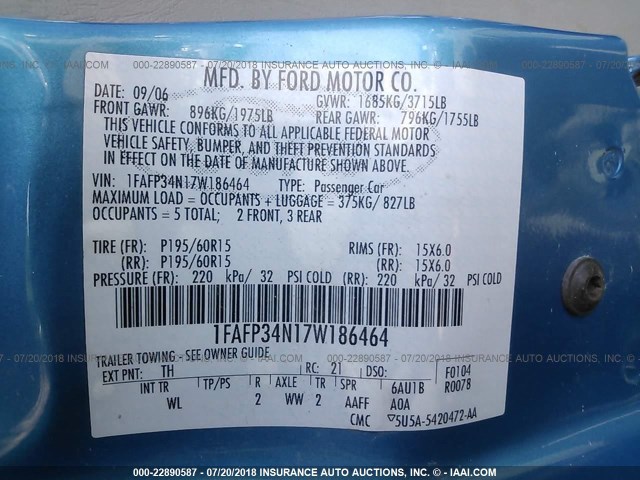 000-22890587 - 07/20/2018 INSURANCE AUTO AUCTIONS, INC. - © IAAI.COM
MFD. BY FORD MOTOR CO.
DATE: 09/06 GVWR: 1685KG/3715LB
FRONT GAWR: 896KG/1975LB REAR GAWR: 796KG/1755LB
THIS VEHICLE CONFORMS TO ALL APPLICABLE FEDERAL MOTOR
VEHICLE SAFETY, BUMPER, AND THEFT PREVENTION STANDARDS
IN EFFECT ON THE DATE OF MANUFACTURE SHOWN ABOVE.
VIN: 1FAFP34N17W186464 TYPE: Passenger Car
MAXIMUM LOAD = OCCUPANTS + LUGGAGE = 375KG/ 827LB
OCCUPANTS = 5 TOTAL; 2 FRONT, 3 REAR
TIRE (FR): P195/60R15 RIMS (FR): 15X6.0
(RR): P195/60R15 (RR): 15X6.0
PRESSURE (FR): 220 kPa/ 32 PSI COLD (RR): 220 kPa/ 32 PSI COLD
1FAFP34N17W186464
TRAILER TOWING - SEE OWNER GUIDE
EXT PNT: TH RC: 21 DSO: F0104
INT TR TP/PS R AXLE TR SPR 6AU1B R0078
WL 2 WW 2 AAFF A0A
CMC ▽5U5A-5420472-AA
000-22890587 - 07/20/2018 INSURANCE AUTO AUCTIONS, INC. - © IAAI.COM